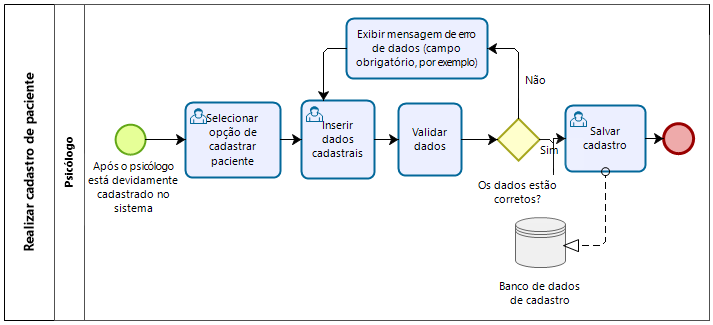 Realizar cadastro de paciente
Psicólogo
Exibir mensagem de erro
de dados (campo
obrigatório, por exemplo)
Não
Selecionar
opção de
cadastrar
paciente
Inserir
dados
cadastrais
Validar
dados
Sim
Salvar
cadastro
Após o psicólogo
está devidamente
cadastrado no
sistema
Os dados estão
corretos?
Banco de dados
de cadastro